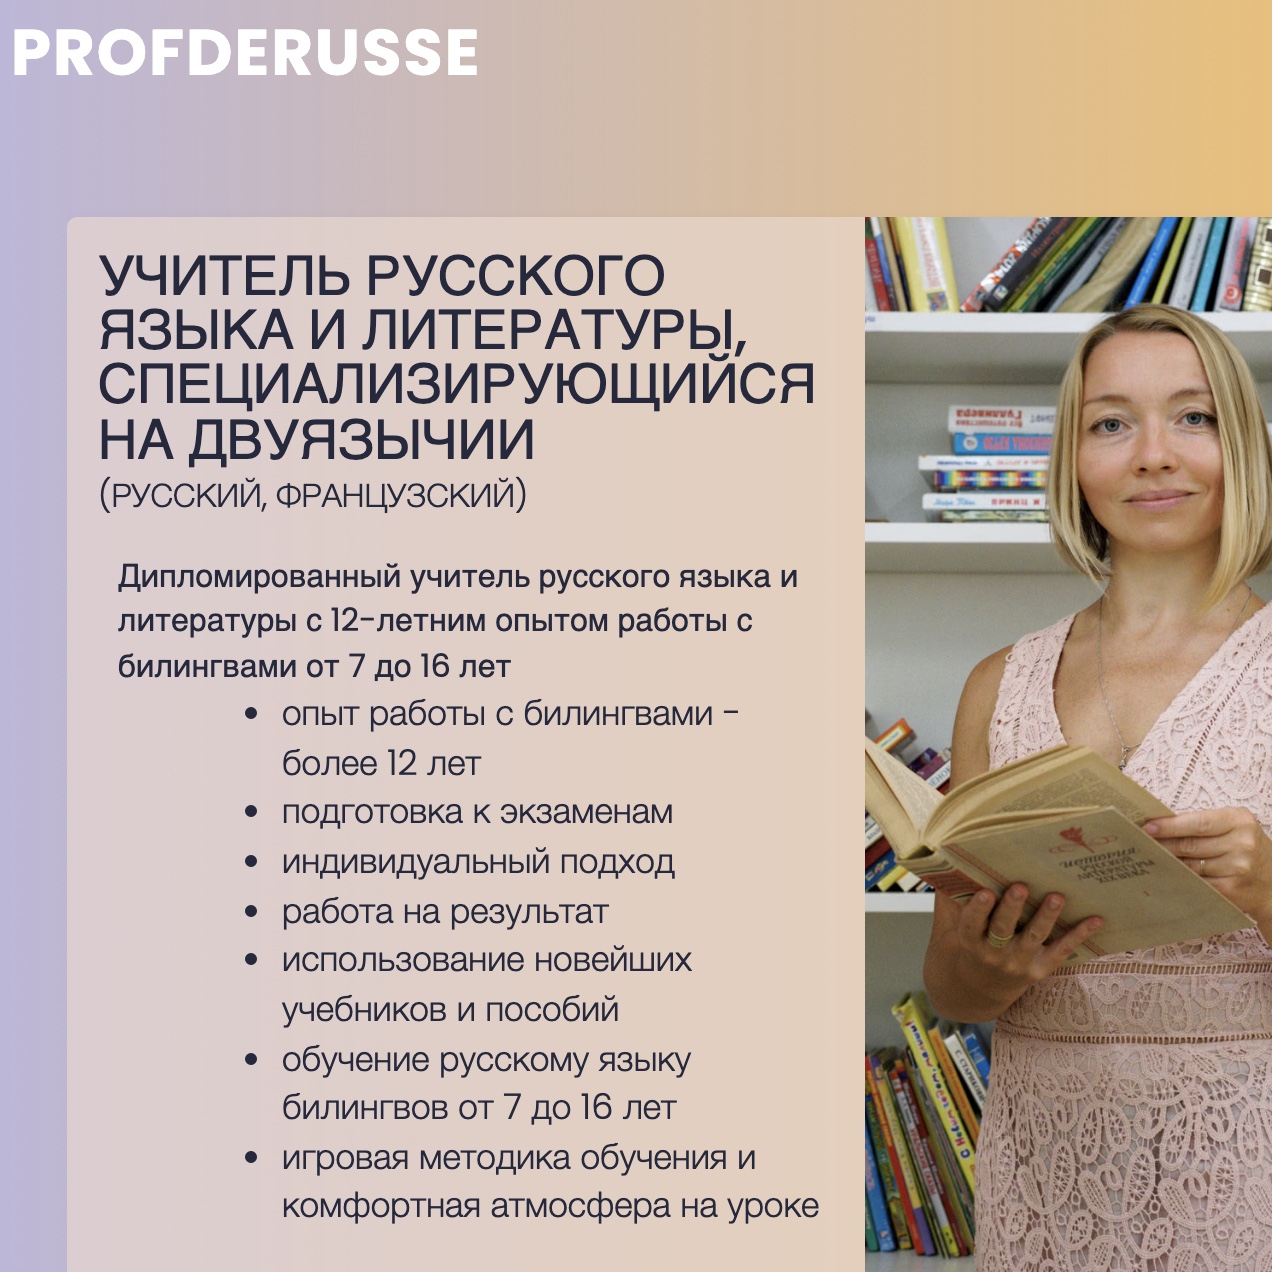 PROFDERUSSE
УЧИТЕЛЬ РУССКОГО
ЯЗЫКА И ЛИТЕРАТУРЫ,
СПЕЦИАЛИЗИРУЮЩИЙСЯ
НА ДВУЯЗЫЧИИ
(РУССКИЙ, ФРАНЦУЗСКИЙ)
Дипломированный учитель русского языка и
литературы с 12-летним опытом работы с
билингвами от 7 до 16 лет
• опыт работы с билингвами -
более 12 лет
• подготовка к экзаменам
• индивидуальный подход
• работа на результат
• использование новейших
учебников и пособий
• обучение русскому языку
билингвов от 7 до 16 лет
• игровая методика обучения и
комфортная атмосфера на уроке